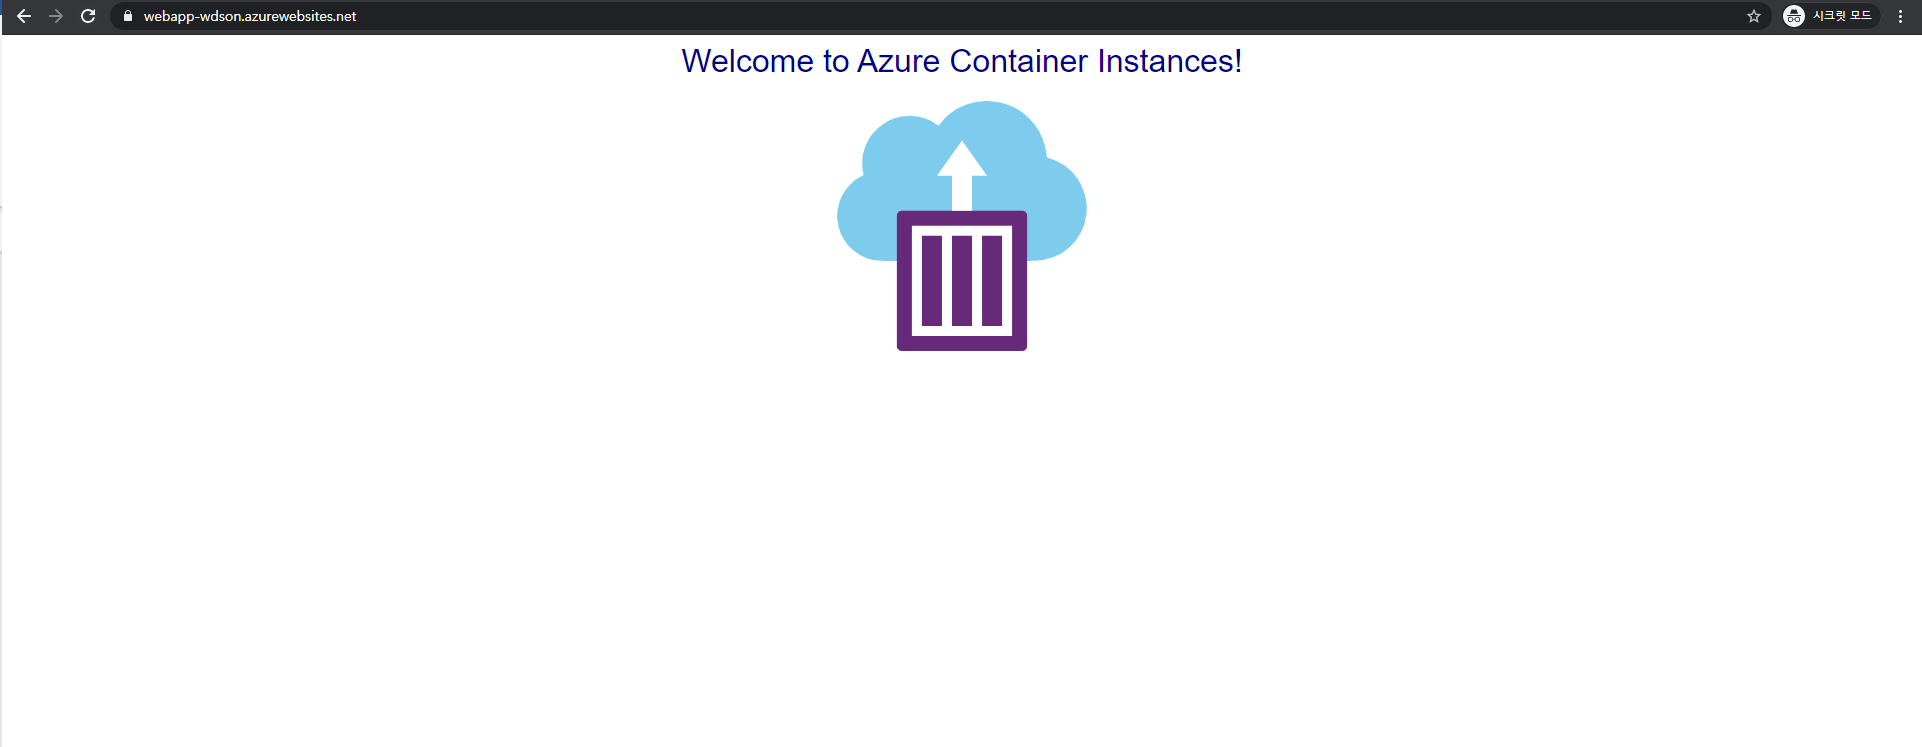 webapp-wdson.azurewebsites.net
시크릿 모드
Welcome to Azure Container Instances!